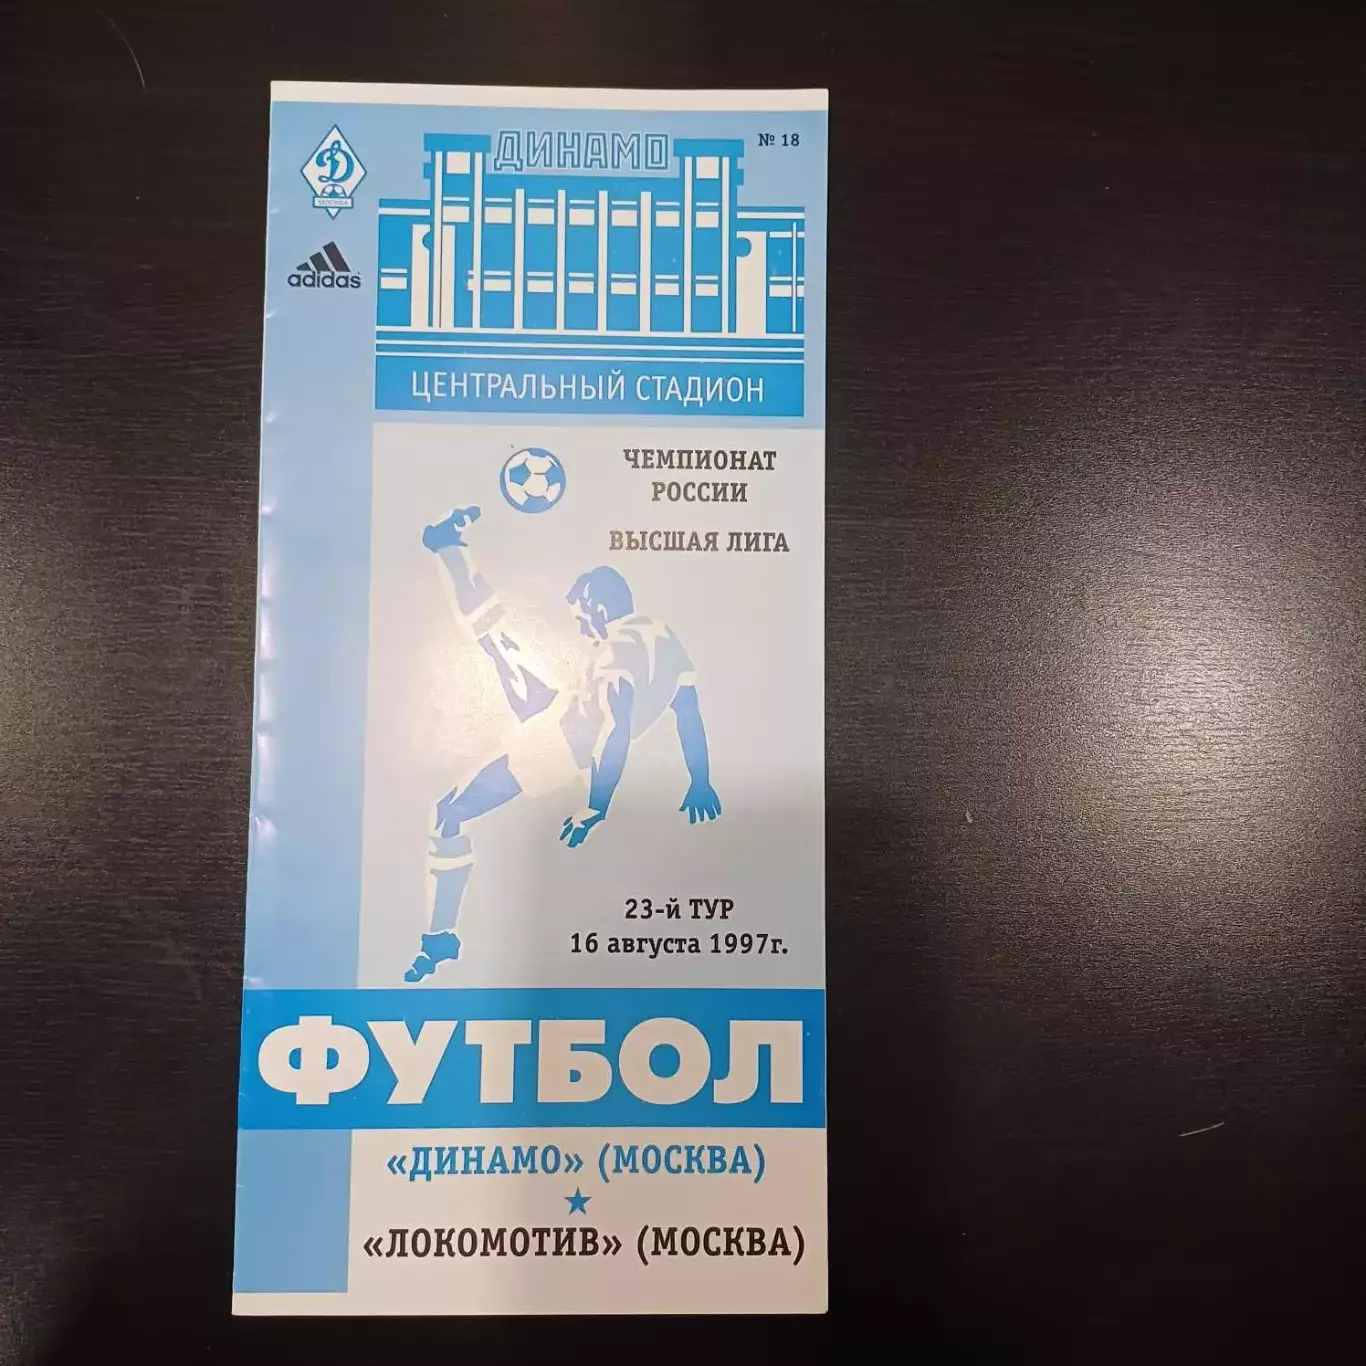 ДИНАМО
№ 18
Д
МОСКВА
adidas
ЦЕНТРАЛЬНЫЙ СТАДИОН
ЧЕМПИОНАТ
РОССИИ
ВЫСШАЯ ЛИГА
23-й ТУР
16 августа 1997г.
ФУТБОЛ
«ДИНАМО» (МОСКВА)
«ЛОКОМОТИВ» (МОСКВА)